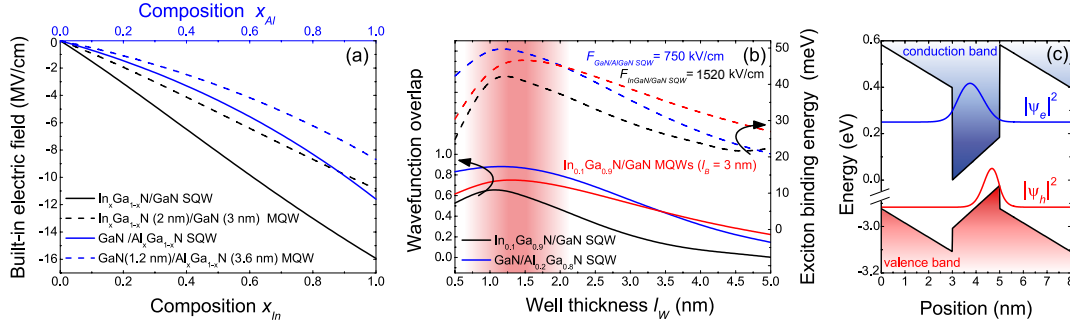 Composition x_Al
0.0 0.2 0.4 0.6 0.8 1.0
(a)
Built-in electric field (MV/cm)
0
-2
-4
-6
-8
-10
-12
-14
-16
In_xGa_1-xN/GaN SQW
In_xGa_1-xN (2 nm)/GaN (3 nm) MQW
GaN /Al_xGa_1-xN SQW
GaN(1.2 nm)/Al_xGa_1-xN (3.6 nm) MQW
0.0 0.2 0.4 0.6 0.8 1.0
Composition x_In
(b)
F_GaN/AlGaN SQW = 750 kV/cm
F_InGaN/GaN SQW = 1520 kV/cm
Wavefunction overlap
1.0
0.8
0.6
0.4
0.2
0.0
In_0.1Ga_0.9N/GaN MQWs (l_B = 3 nm)
In_0.1Ga_0.9N/GaN SQW
GaN/Al_0.2Ga_0.8N SQW
0.5 1.0 1.5 2.0 2.5 3.0 3.5 4.0 4.5 5.0
Well thickness l_W (nm)
50
40
30
20
10
0
Exciton binding energy (meV)
(c)
conduction band
|ψ_e|²
|ψ_h|²
valence band
Energy (eV)
0.6
0.4
0.2
0.0
-3.0
-3.2
0 1 2 3 4 5 6 7 8
Position (nm)